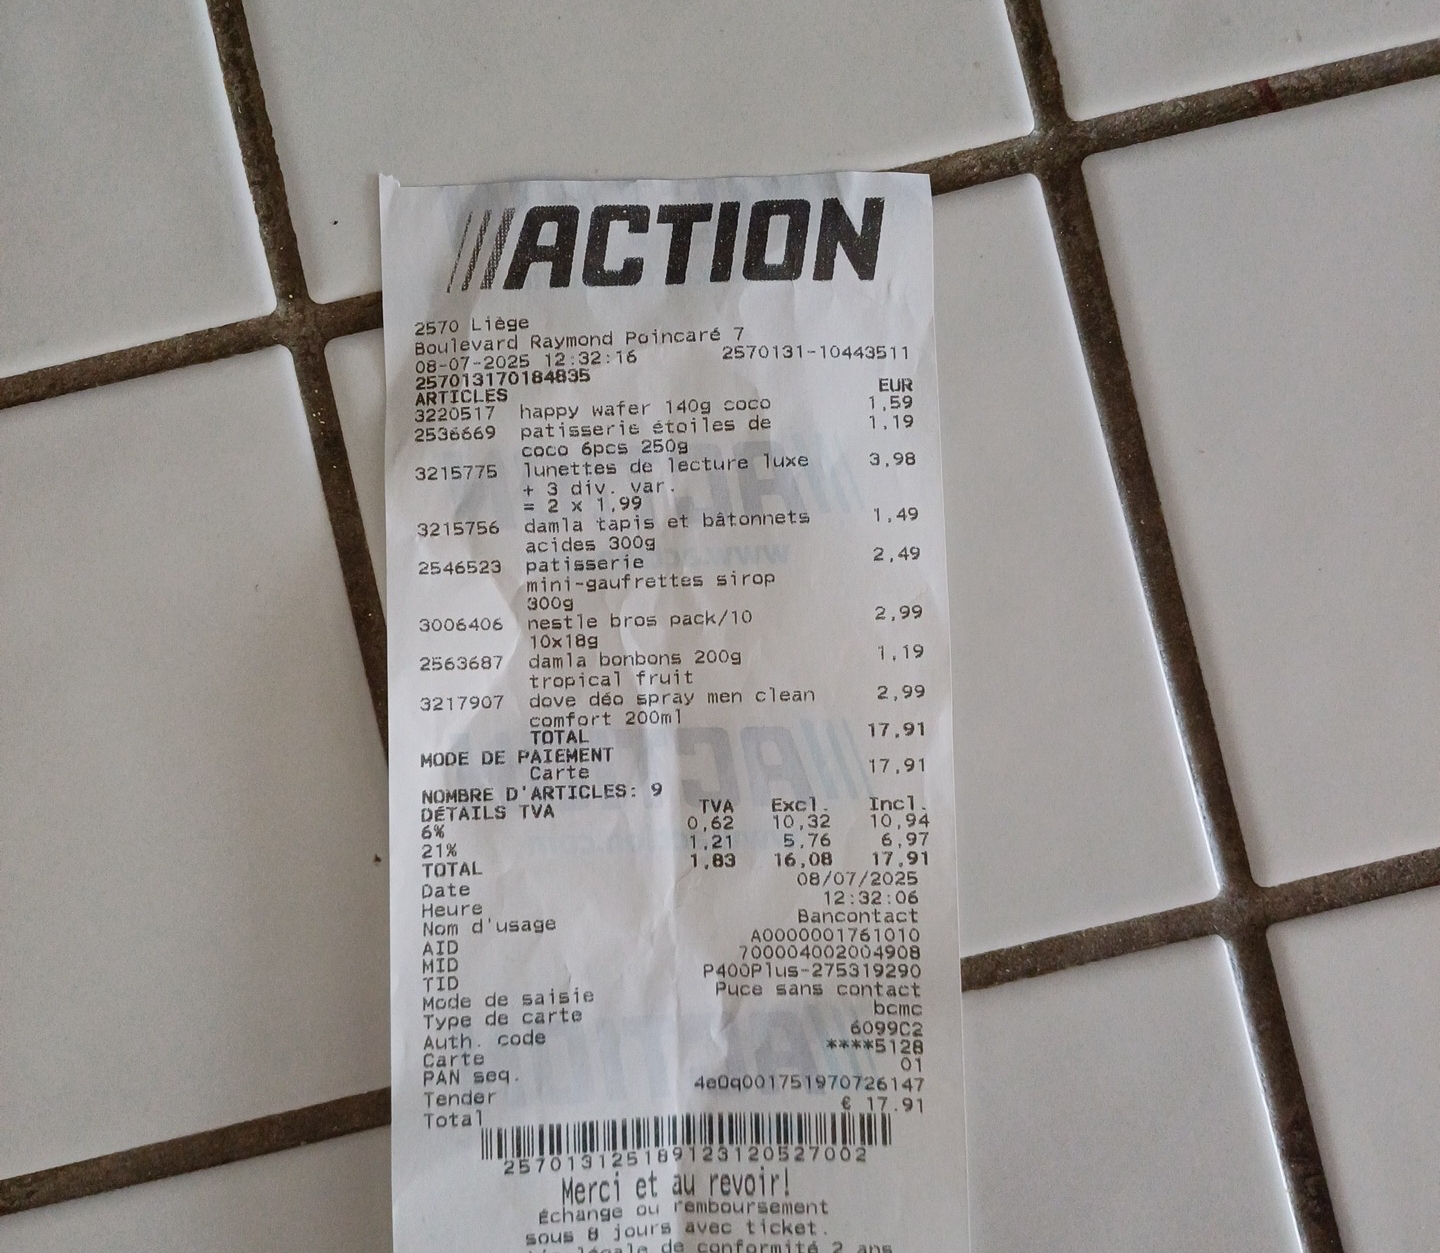 ACTION
2570 Liège
Boulevard Raymond Poincaré 7
08-07-2025 12:32:16 2570131-10443511
257013170184835
ARTICLES EUR
3220517 happy wafer 140g coco 1,59
2536669 patisserie étoiles de 1,19
coco 6pcs 250g
3215775 lunettes de lecture luxe 3,98
+ 3 div. var.
= 2 x 1,99
3215756 damla tapis et bâtonnets 1,49
acides 300g
2546523 patisserie 2,49
mini-gaufrettes sirop
300g
3006406 nestle bros pack/10 2,99
10x18g
2563687 damla bonbons 200g 1,19
tropical fruit
3217907 dove déo spray men clean 2,99
comfort 200ml
TOTAL 17,91
MODE DE PAIEMENT
Carte 17,91
NOMBRE D'ARTICLES: 9
DÉTAILS TVA TVA Excl. Incl.
6% 0,62 10,32 10,94
21% 1,21 5,76 6,97
TOTAL 1,83 16,08 17,91
Date 08/07/2025
Heure 12:32:06
Nom d'usage Bancontact
AID A0000001761010
MID 700004002004908
TID P400Plus-275319290
Mode de saisie Puce sans contact
Type de carte bcmc
Auth. code 6099C2
Carte ****5128
PAN seq. 01
Tender 4e0q001751970726147
Total € 17.91
257013125189123120527002
Merci et au revoir!
Échange ou remboursement
sous 8 jours avec ticket.
légale de conformité 2 ans